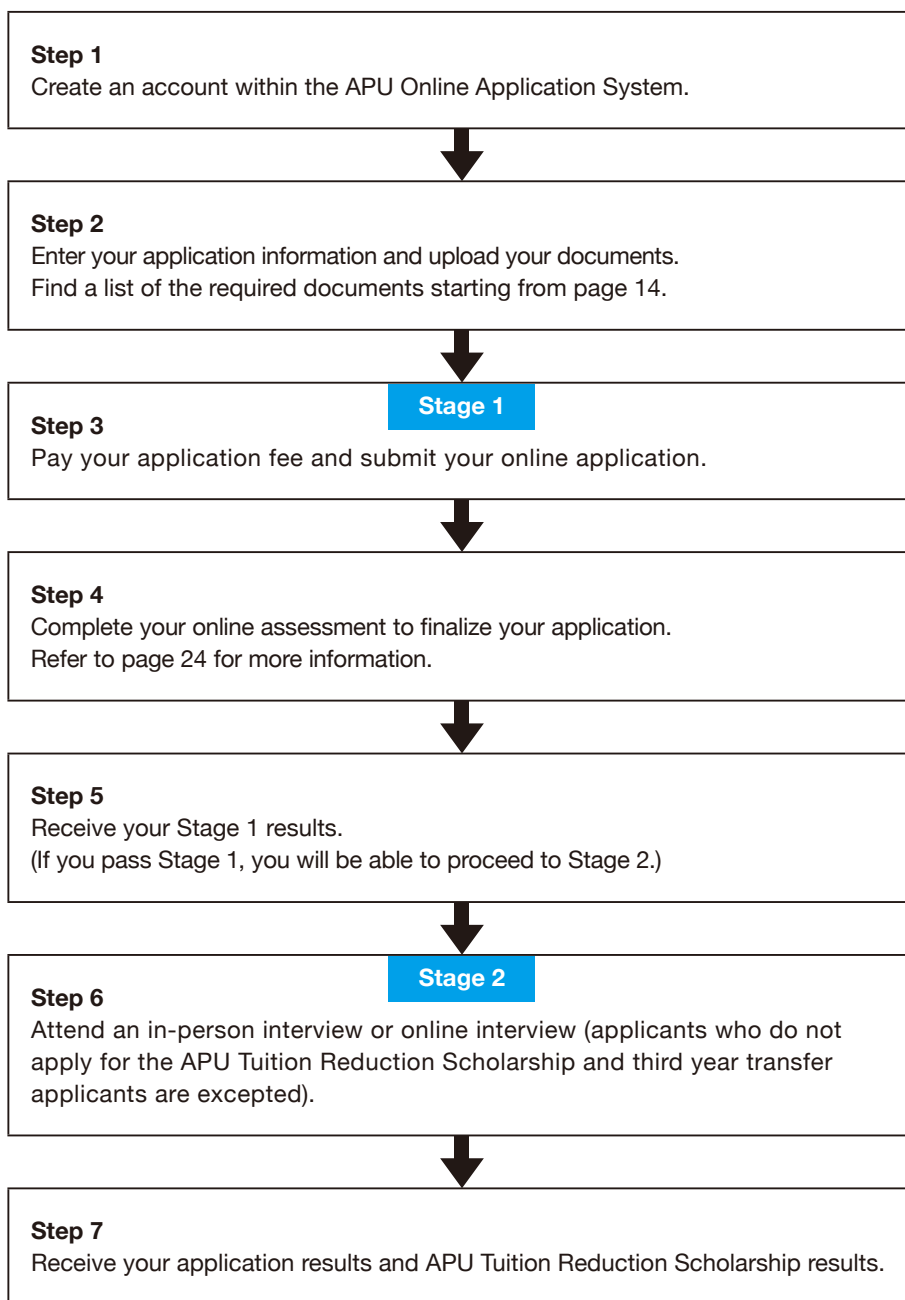 Step 1
Create an account within the APU Online Application System.
Step 2
Enter your application information and upload your documents.
Find a list of the required documents starting from page 14.
Stage 1
Step 3
Pay your application fee and submit your online application.
Step 4
Complete your online assessment to finalize your application.
Refer to page 24 for more information.
Step 5
Receive your Stage 1 results.
(If you pass Stage 1, you will be able to proceed to Stage 2.)
Stage 2
Step 6
Attend an in-person interview or online interview (applicants who do not
apply for the APU Tuition Reduction Scholarship and third year transfer
applicants are excepted).
Step 7
Receive your application results and APU Tuition Reduction Scholarship results.